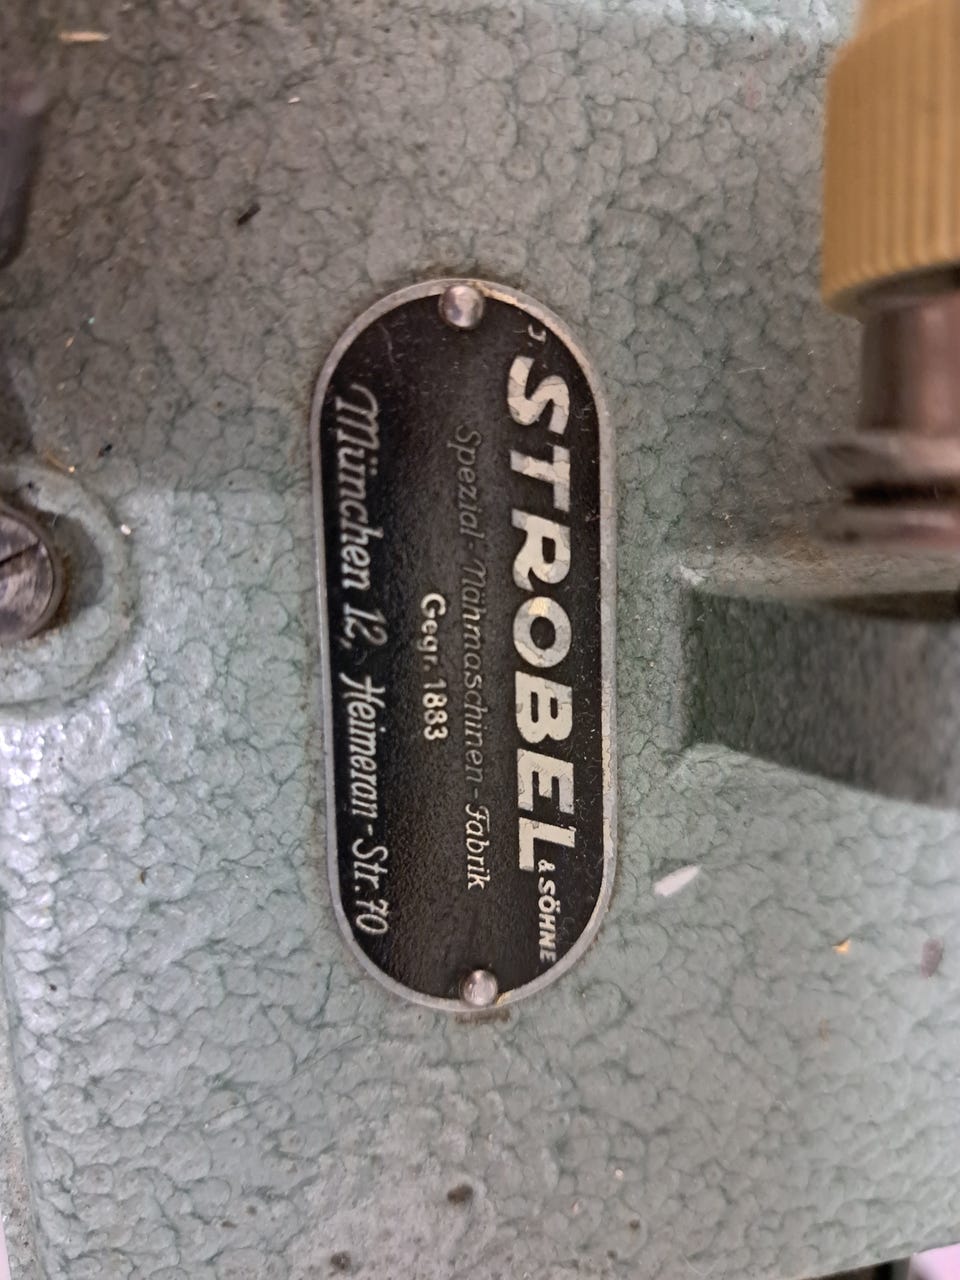 J. STROBEL & SÖHNE
Spezial-Nähmaschinen-Fabrik
Gegr. 1883
München 12, Heimeran-Str. 70